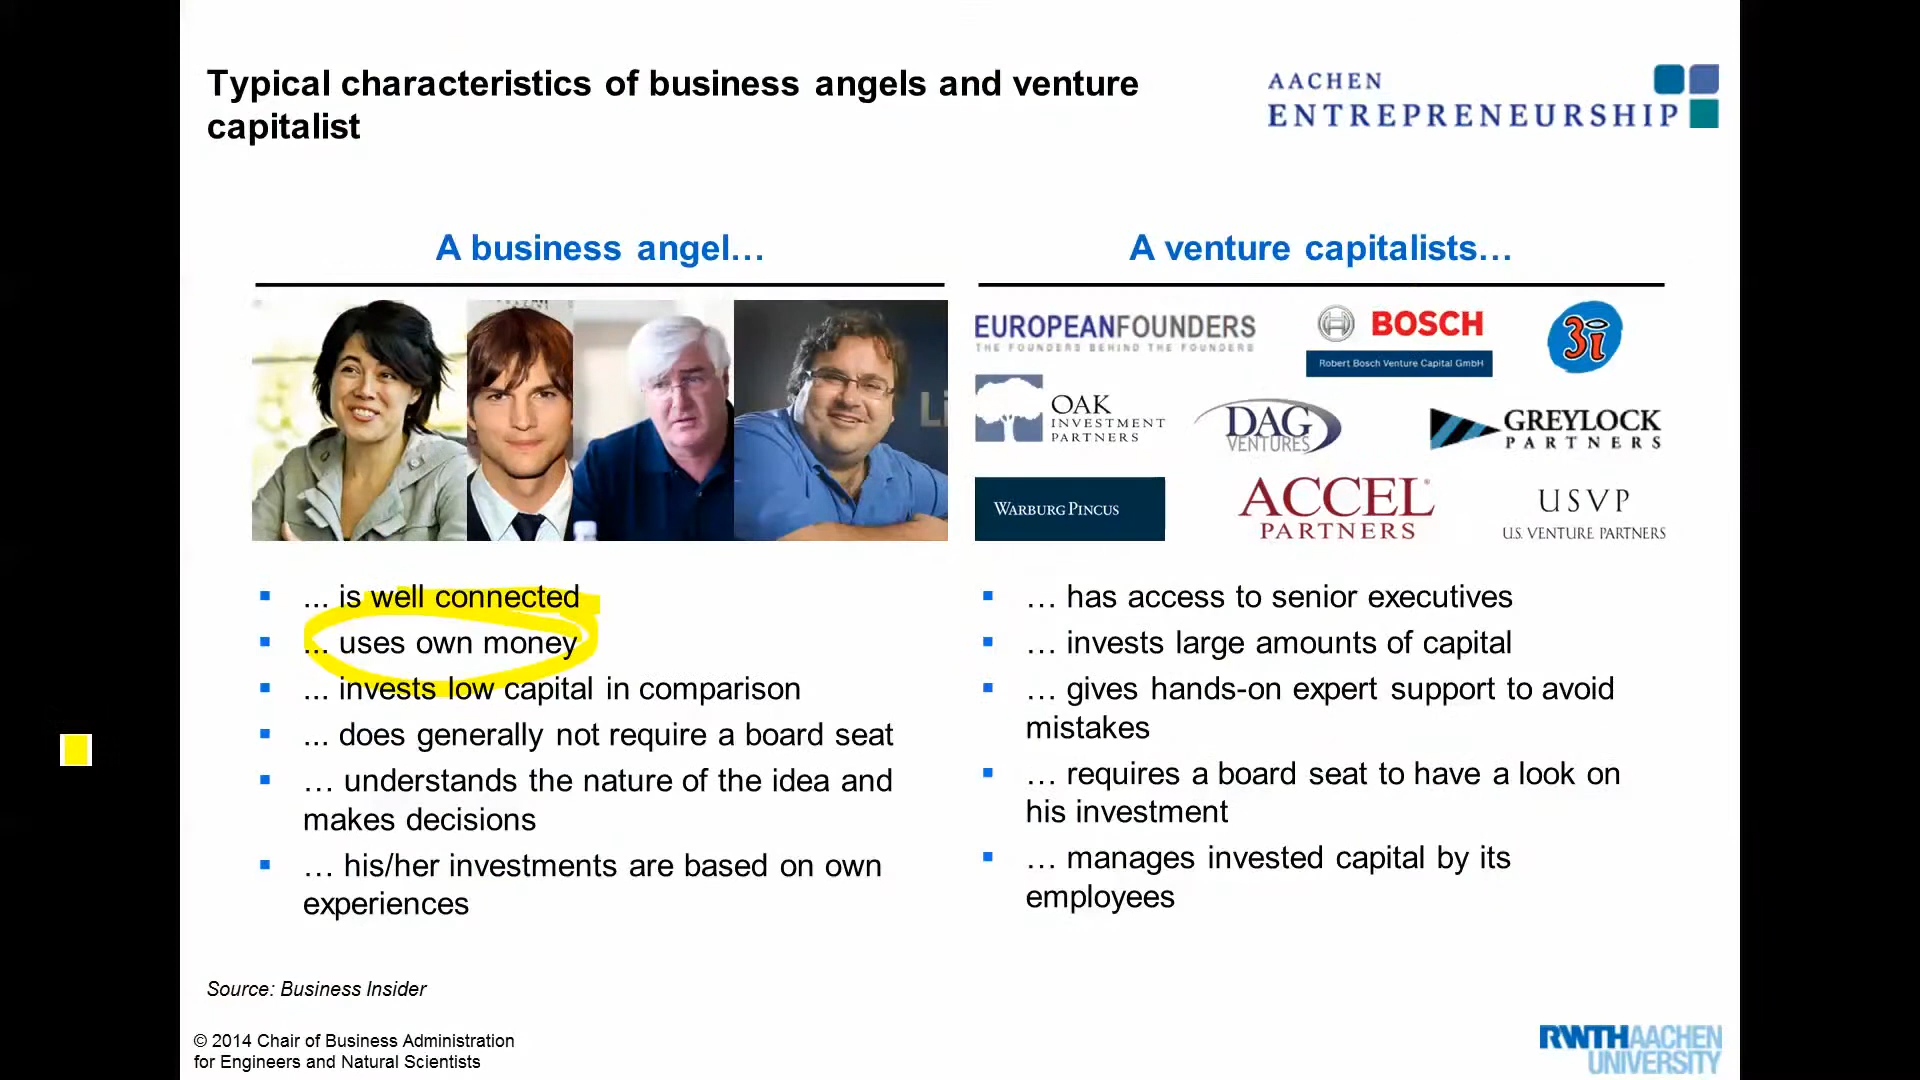 Typical characteristics of business angels and venture
capitalist
AACHEN
ENTREPRENEURSHIP
A business angel…
Li
... is well connected
... uses own money
... invests low capital in comparison
... does generally not require a board seat
… understands the nature of the idea and
makes decisions
… his/her investments are based on own
experiences
A venture capitalists…
EUROPEANFOUNDERS
THE FOUNDERS BEHIND THE FOUNDERS
BOSCH
Robert Bosch Venture Capital GmbH
3i
OAK
INVESTMENT
PARTNERS
DAG
VENTURES
GREYLOCK
PARTNERS
WARBURG PINCUS
ACCEL
PARTNERS
USVP
U.S. VENTURE PARTNERS
… has access to senior executives
… invests large amounts of capital
… gives hands-on expert support to avoid
mistakes
… requires a board seat to have a look on
his investment
… manages invested capital by its
employees
Source: Business Insider
© 2014 Chair of Business Administration
for Engineers and Natural Scientists
RWTHAACHEN
UNIVERSITY